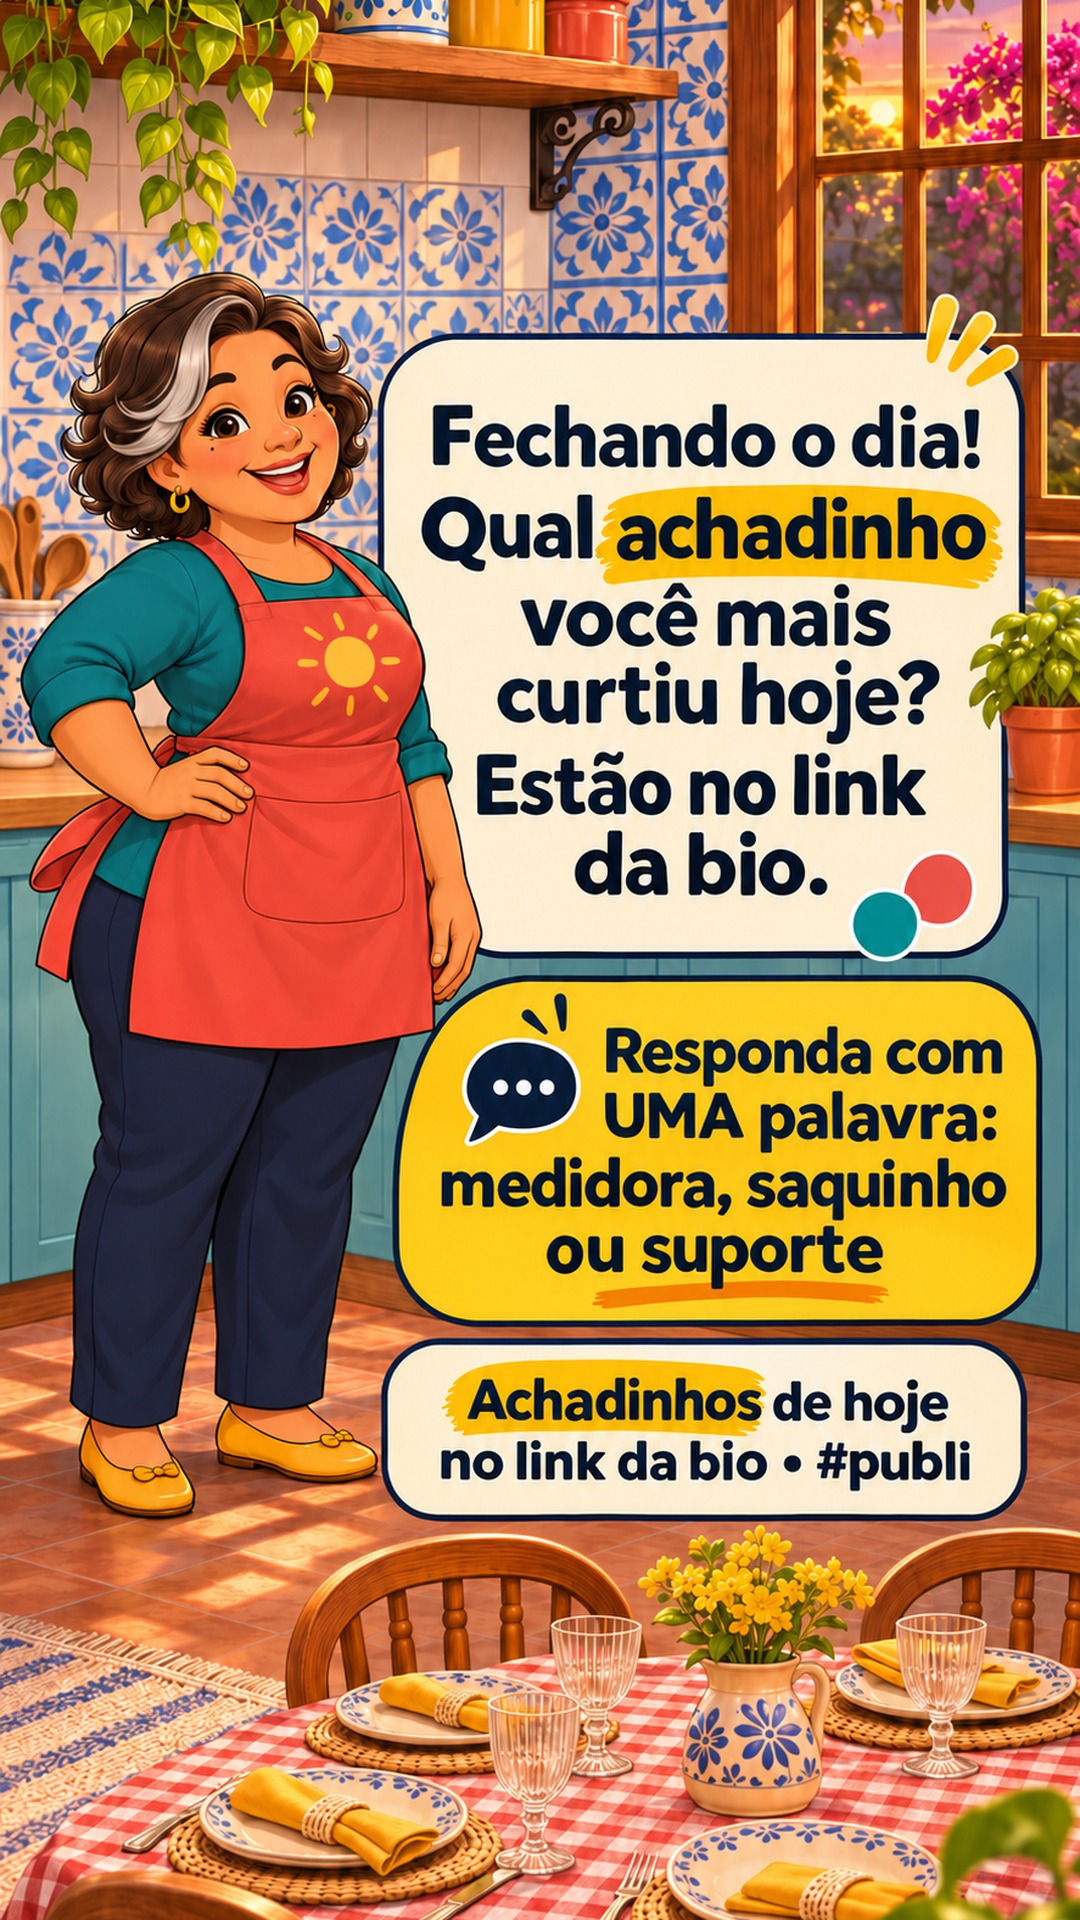 Fechando o dia!
Qual achadinho
você mais
curtiu hoje?
Estão no link
da bio.
Responda com
UMA palavra:
medidora, saquinho
ou suporte
Achadinhos de hoje
no link da bio • #publi